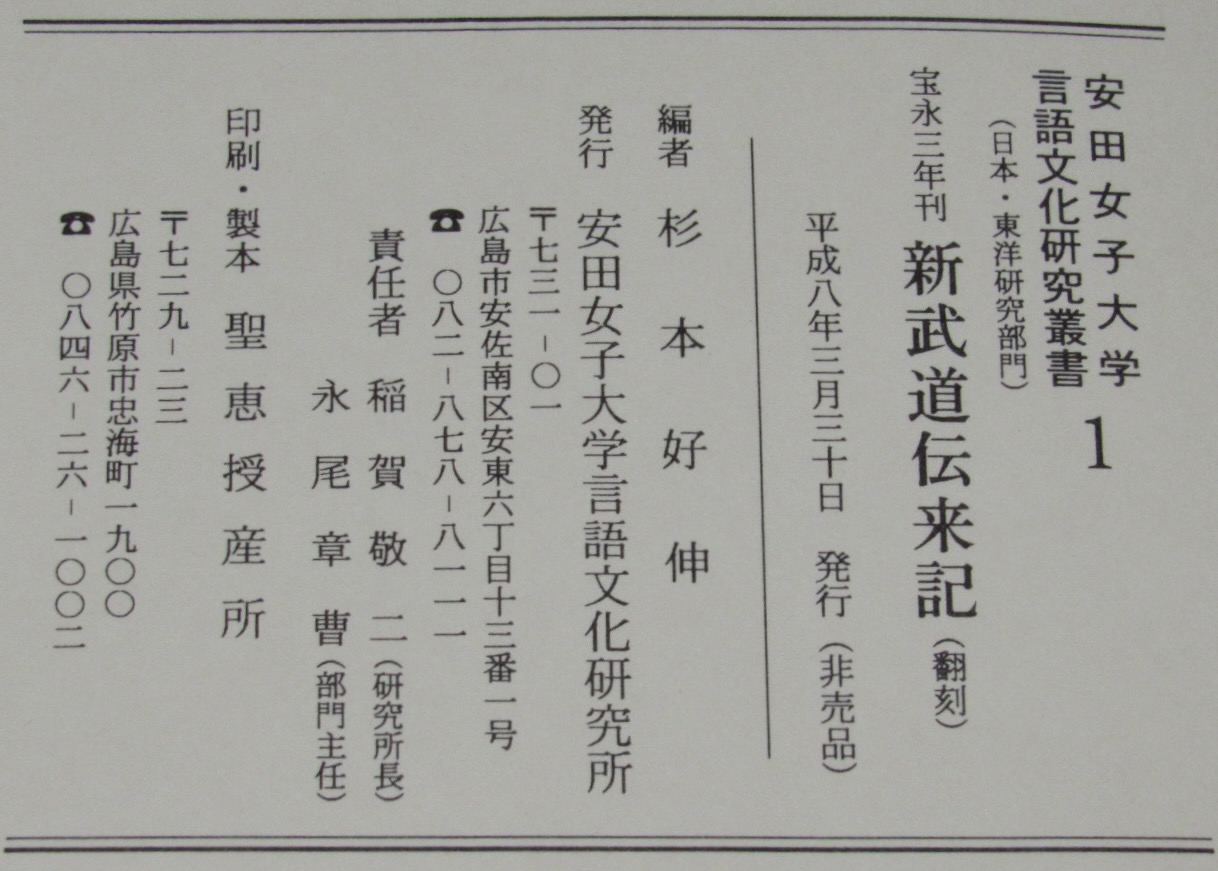 安田女子大学
言語文化研究叢書 1
（日本・東洋研究部門）
宝永三年刊 新武道伝来記（翻刻）
平成八年三月三十日 発行（非売品）
編者 杉本好伸
発行 安田女子大学言語文化研究所
〒七三一－〇一
広島市安佐南区安東六丁目十三番一号
☎ 〇八二－八七八－八一一一
責任者 稲賀敬二（研究所長）
永尾章曹（部門主任）
印刷・製本 聖恵授産所
〒七二九－二三
広島県竹原市忠海町一九〇〇
☎ 〇八四六－二六－一〇〇二